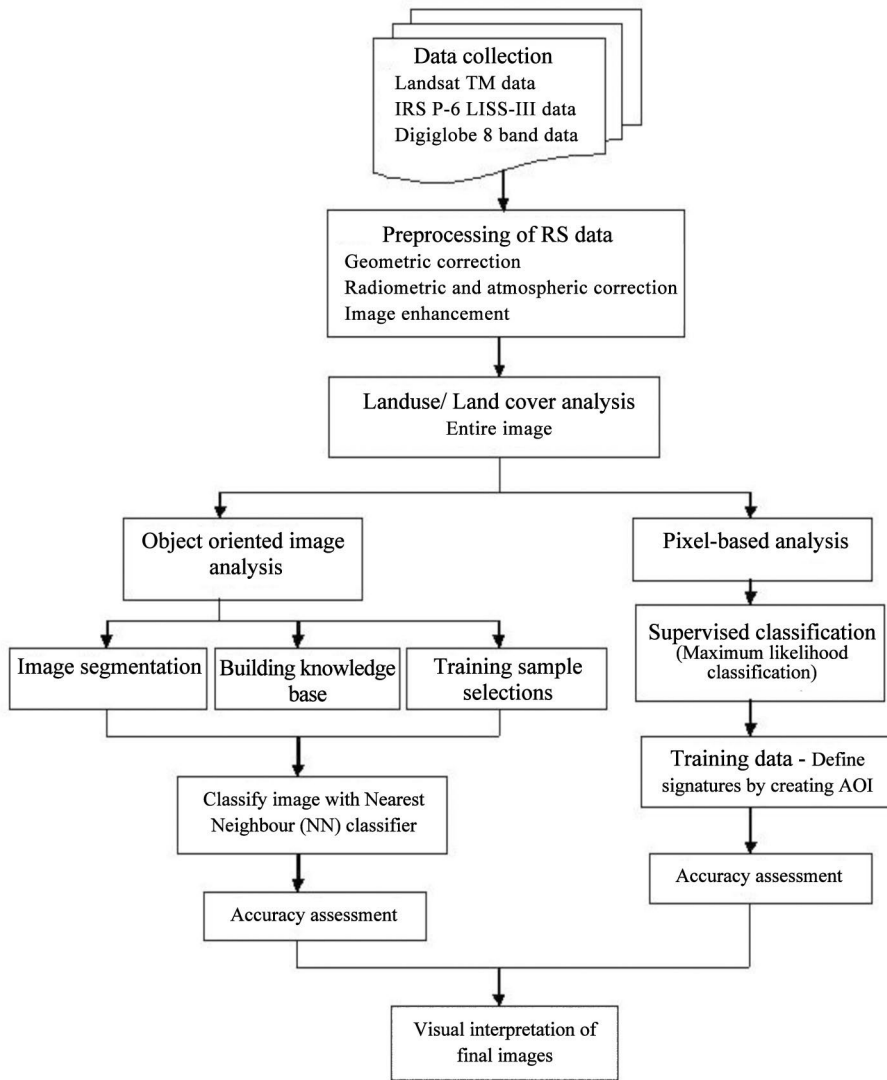 Data collection
Landsat TM data
IRS P-6 LISS-III data
Digiglobe 8 band data
Preprocessing of RS data
Geometric correction
Radiometric and atmospheric correction
Image enhancement
Landuse/ Land cover analysis
Entire image
Object oriented image
analysis
Image segmentation
Building knowledge
base
Training sample
selections
Classify image with Nearest
Neighbour (NN) classifier
Accuracy assessment
Pixel-based analysis
Supervised classification
(Maximum likelihood
classification)
Training data - Define
signatures by creating AOI
Accuracy assessment
Visual interpretation of
final images